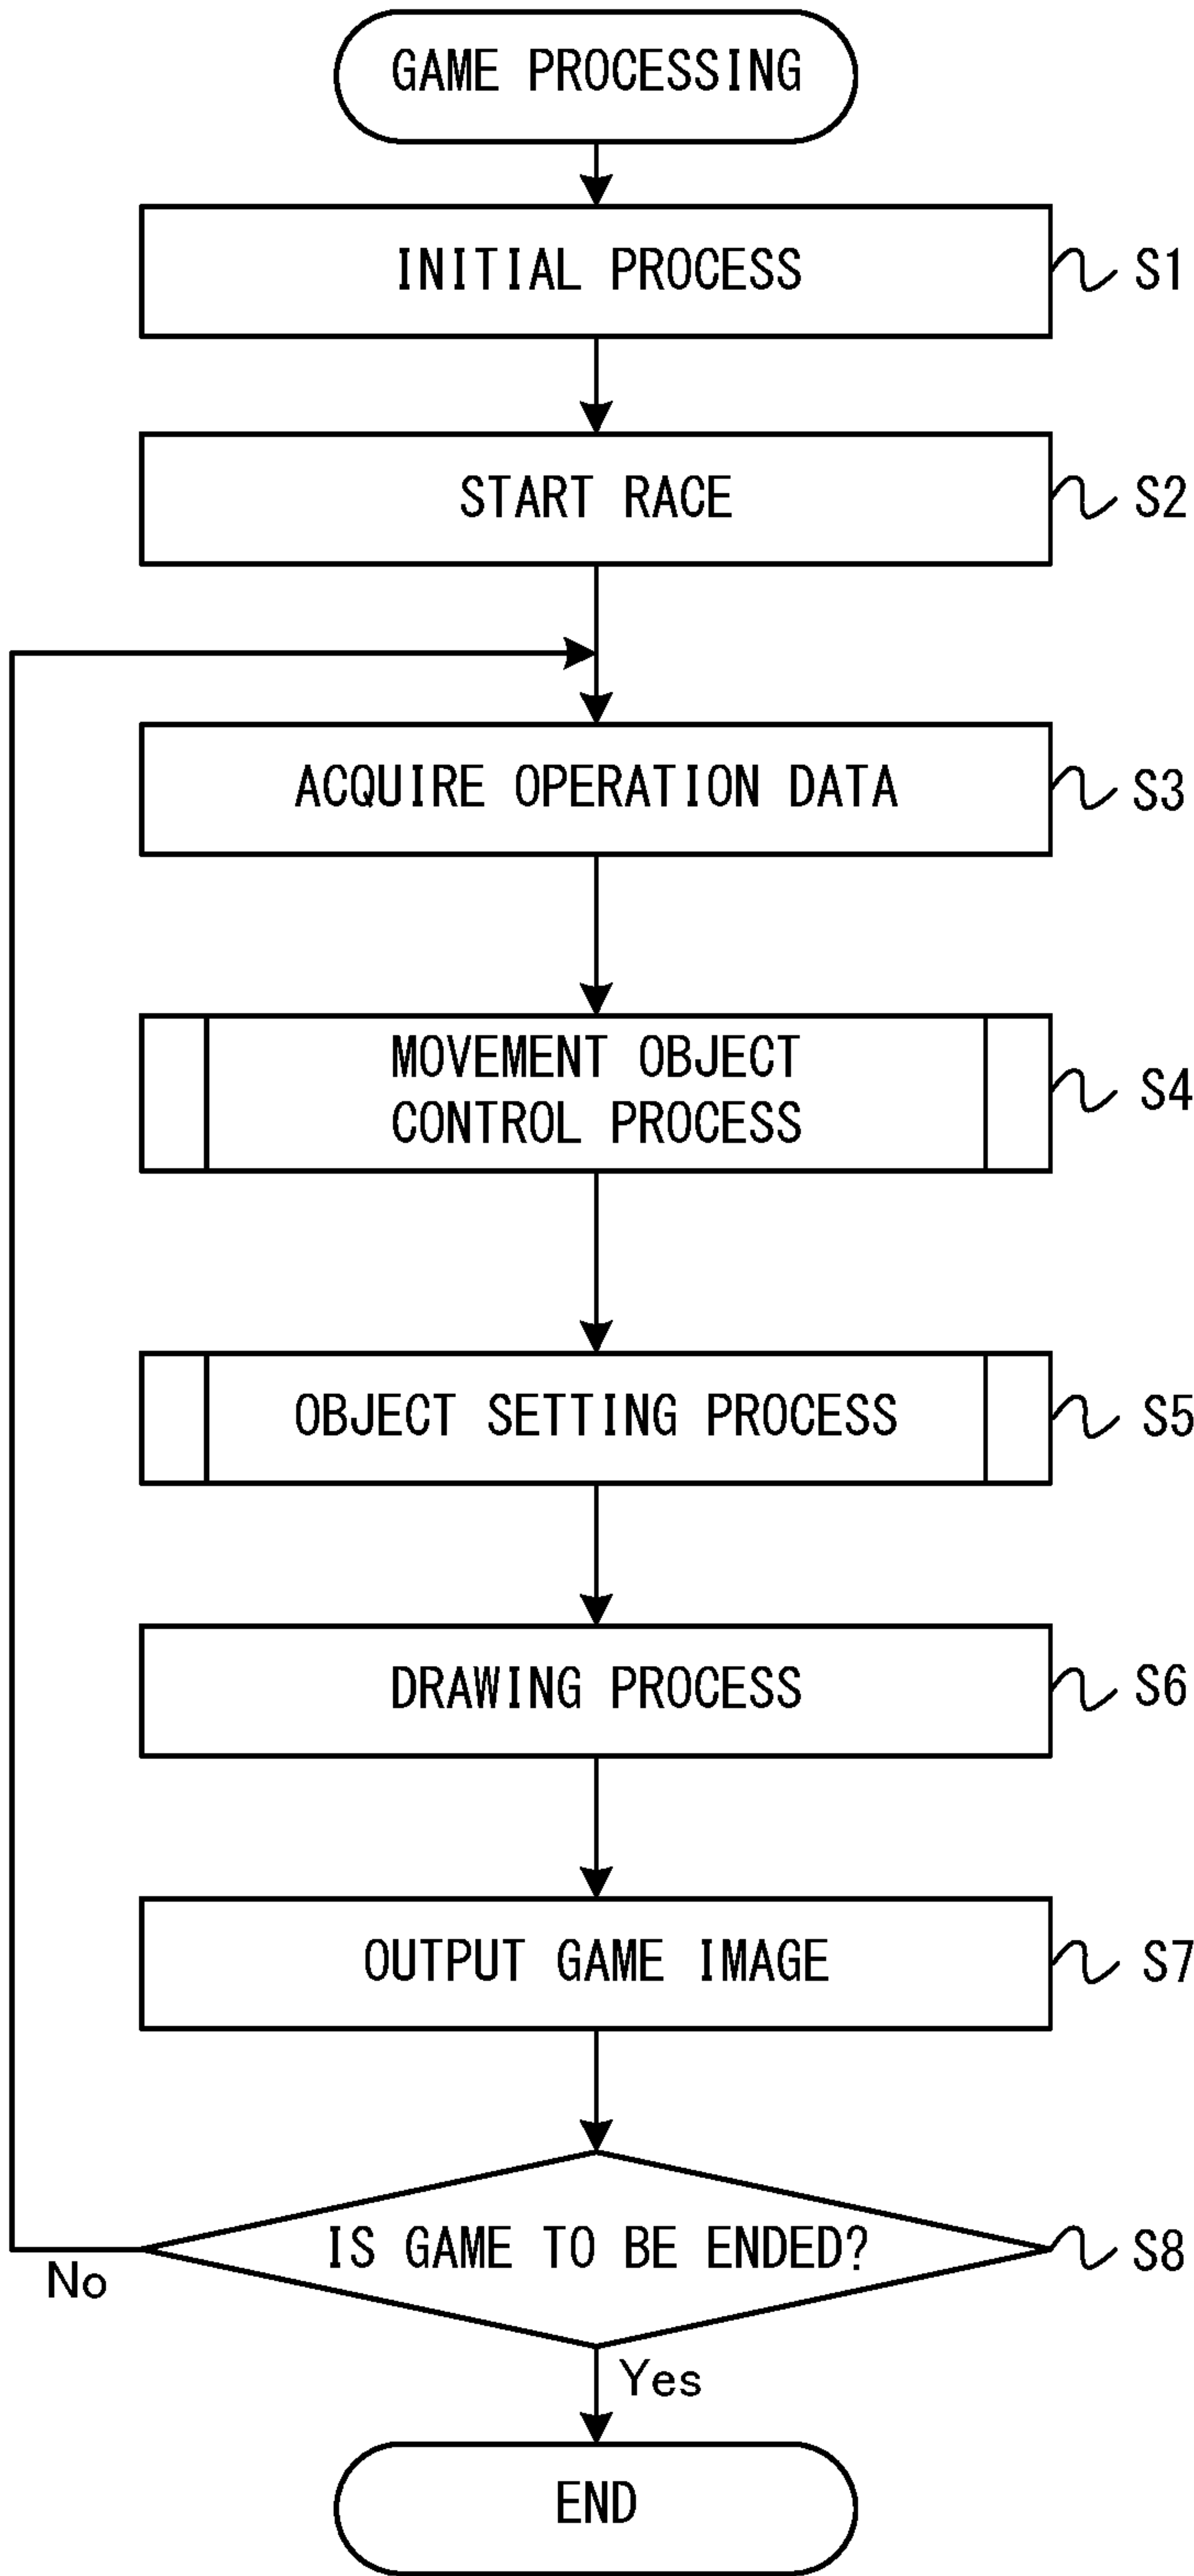 GAME PROCESSING
INITIAL PROCESS
S1
START RACE
S2
ACQUIRE OPERATION DATA
S3
MOVEMENT OBJECT
CONTROL PROCESS
S4
OBJECT SETTING PROCESS
S5
DRAWING PROCESS
S6
OUTPUT GAME IMAGE
S7
IS GAME TO BE ENDED?
S8
No
Yes
END